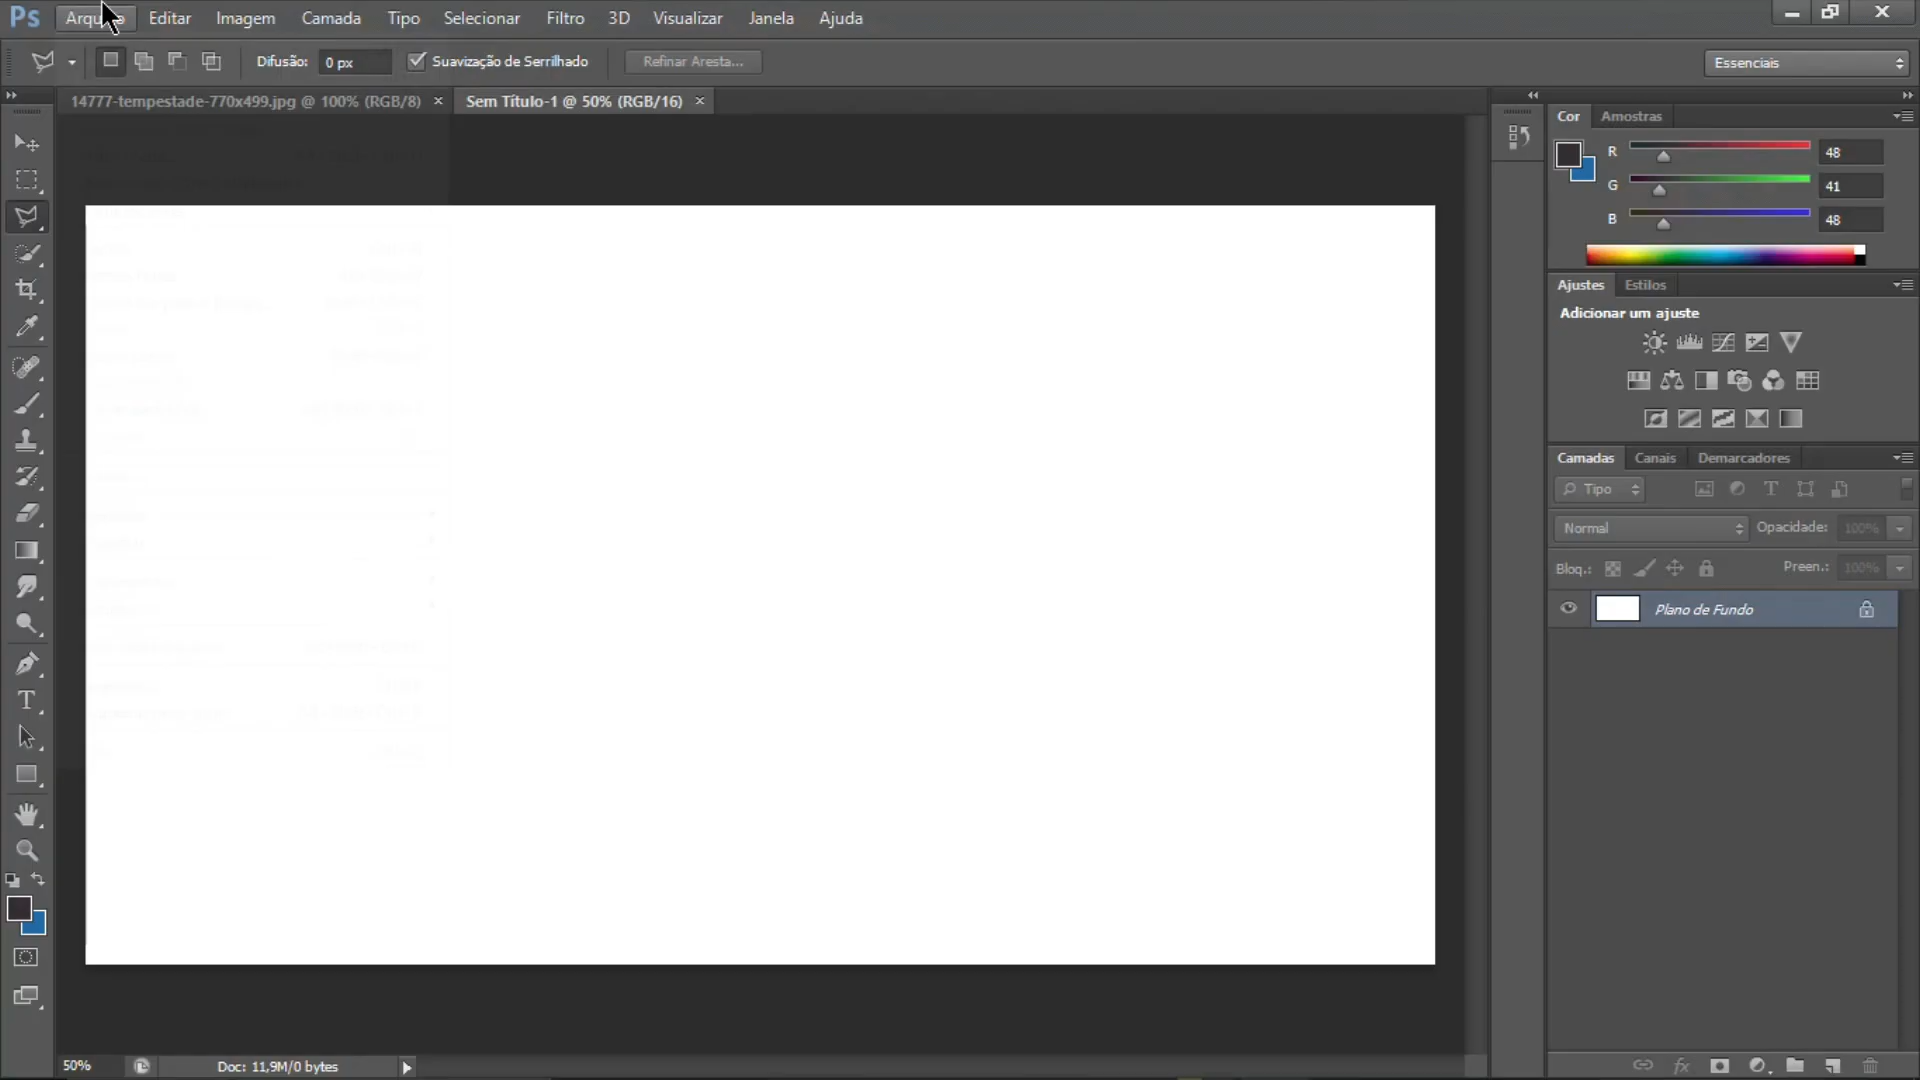 Ps Arquivo Editar Imagem Camada Tipo Selecionar Filtro 3D Visualizar Janela Ajuda
Difusão: 0 px Suavização de Serrilhado Refinar Aresta... Essenciais
14777-tempestade-770x499.jpg @ 100% (RGB/8) × Sem Título-1 @ 50% (RGB/16) ×
Cor Amostras
R 48
G 41
B 48
Ajustes Estilos
Adicionar um ajuste
Camadas Canais Demarcadores
Tipo
Normal Opacidade: 100%
Bloq.: Preen.: 100%
Plano de Fundo
50% Doc: 11,9M/0 bytes
fx